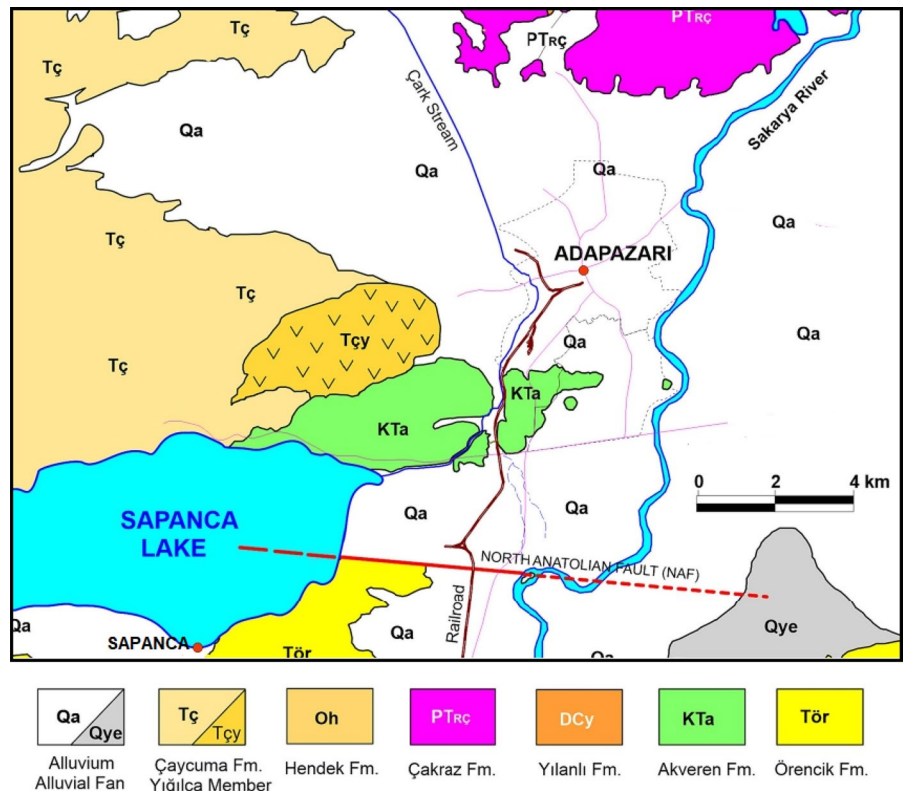 PTRÇ
Tç
PTRÇ
Tç
Çark Stream
Sakarya River
Qa
Qa
Qa
Qa
Tç
ADAPAZARI
Tç
Qa
Tçy
Qa
Tç
KTa
KTa
0 2 4 km
SAPANCA
LAKE
Qa
Qa
NORTH ANATOLIAN FAULT (NAF)
Railroad
Qa
Qa
Qye
SAPANCA
Tör
Qa
Qa
Qye
Tç
Tçy
Oh
PTRÇ
DCy
KTa
Tör
Alluvium
Alluvial Fan
Çaycuma Fm.
Yığılca Member
Hendek Fm.
Çakraz Fm.
Yılanlı Fm.
Akveren Fm.
Örencik Fm.